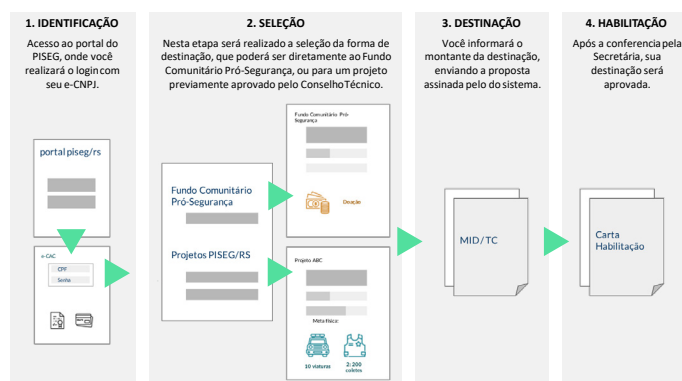 1. IDENTIFICAÇÃO
Acesso ao portal do
PISEG, onde você
realizará o login com
seu e-CNPJ.
portal piseg/rs
e-CAC
CPF
Senha
2. SELEÇÃO
Nesta etapa será realizado a seleção da forma de
destinação, que poderá ser diretamente ao Fundo
Comunitário Pró-Segurança, ou para um projeto
previamente aprovado pelo Conselho Técnico.
Fundo Comunitário
Pró-Segurança
Projetos PISEG/RS
Fundo Comunitário Pró-
Segurança
Doação
Projeto ABC
Meta física:
10 viaturas
2.200
coletes
3. DESTINAÇÃO
Você informará o
montante da destinação,
enviando a proposta
assinada pelo do sistema.
MID/TC
4. HABILITAÇÃO
Após a conferencia pela
Secretária, sua
destinação será
aprovada.
Carta
Habilitação